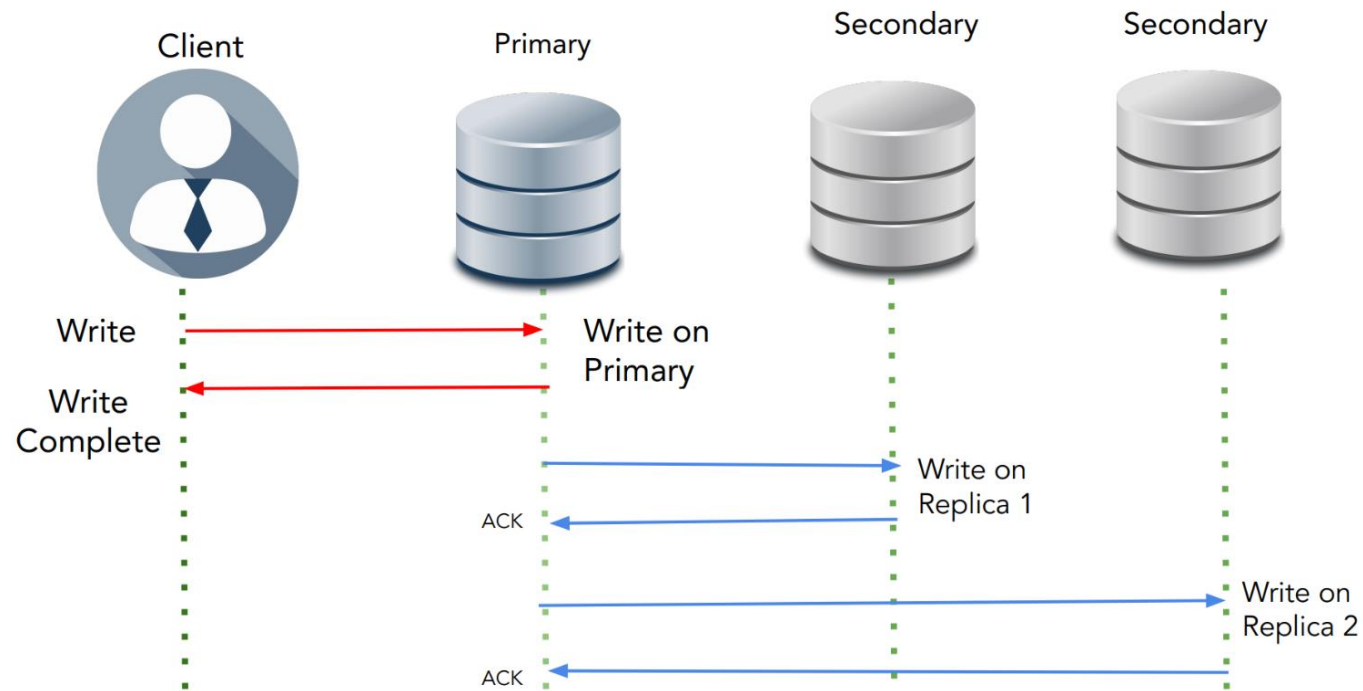 Client
Primary
Secondary
Secondary
Write
Write on
Primary
Write
Complete
Write on
Replica 1
ACK
Write on
Replica 2
ACK